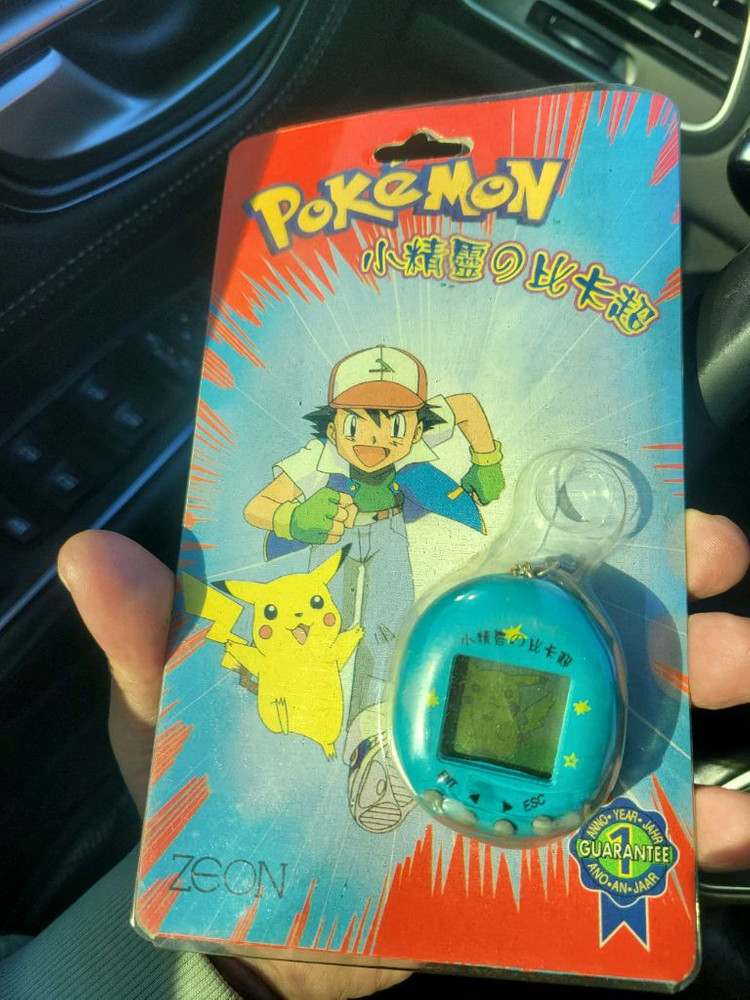 POKéMON
小精靈の比卡超
小精靈の比卡超
ENT ◀ ▶ ESC
ANNO • YEAR • JAHR
1
GUARANTEE
ANO • AN • JAAR
ZEON